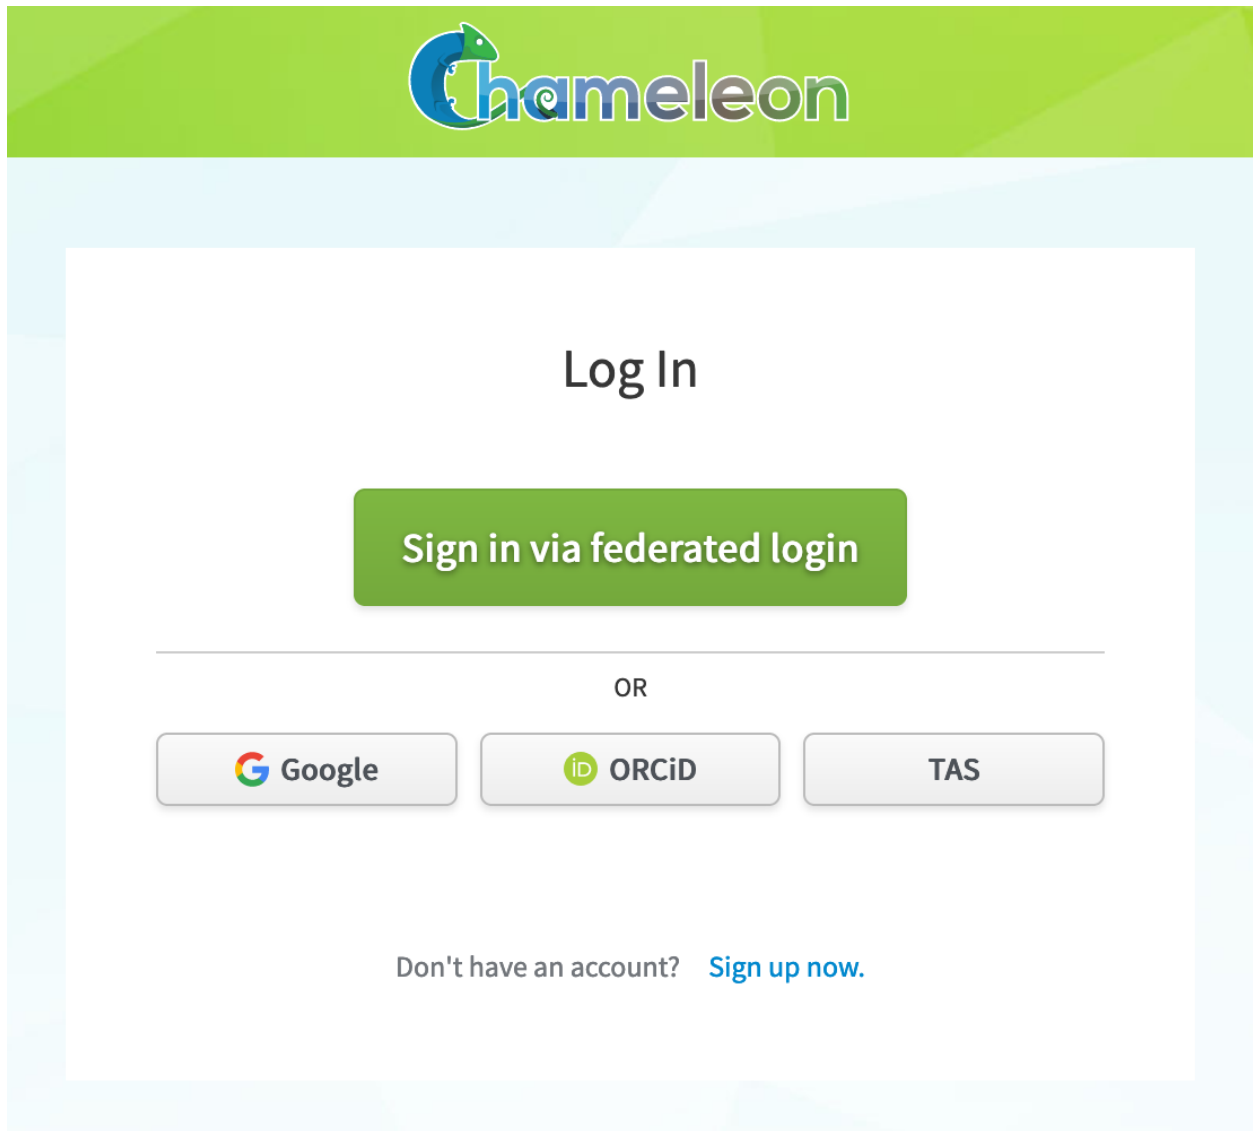 Chameleon
Log In
Sign in via federated login
OR
Google
iD ORCiD
TAS
Don't have an account? Sign up now.